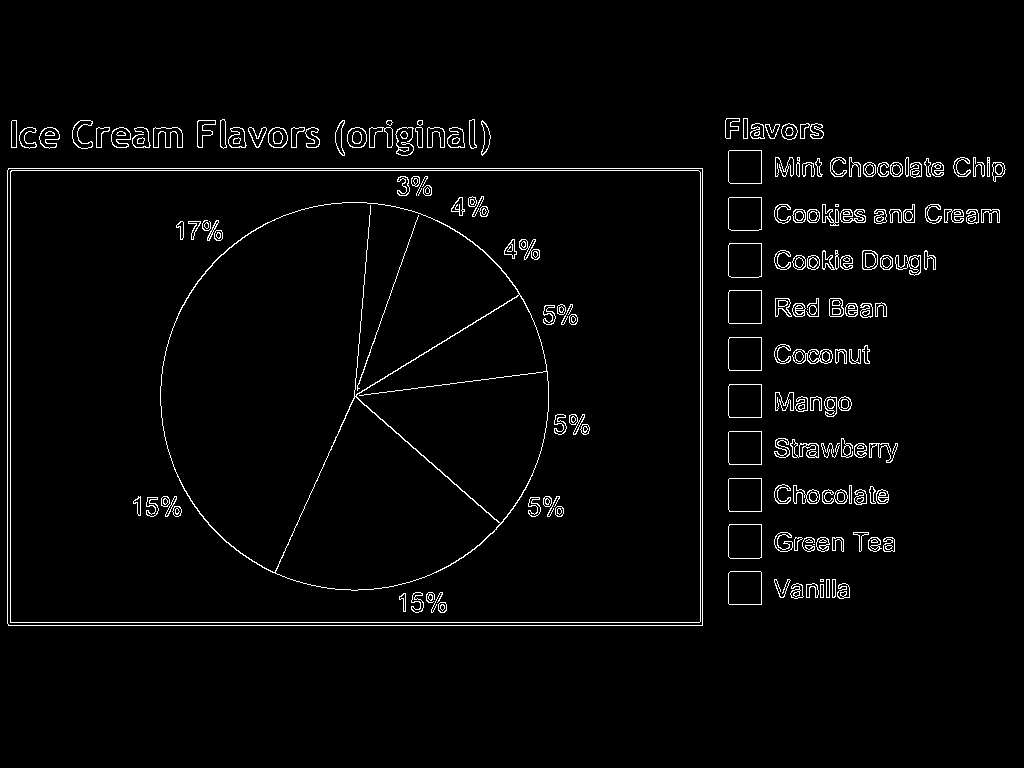 Ice Cream Flavors (original)
3%
4%
4%
5%
5%
5%
15%
15%
17%
Flavors
Mint Chocolate Chip
Cookies and Cream
Cookie Dough
Red Bean
Coconut
Mango
Strawberry
Chocolate
Green Tea
Vanilla